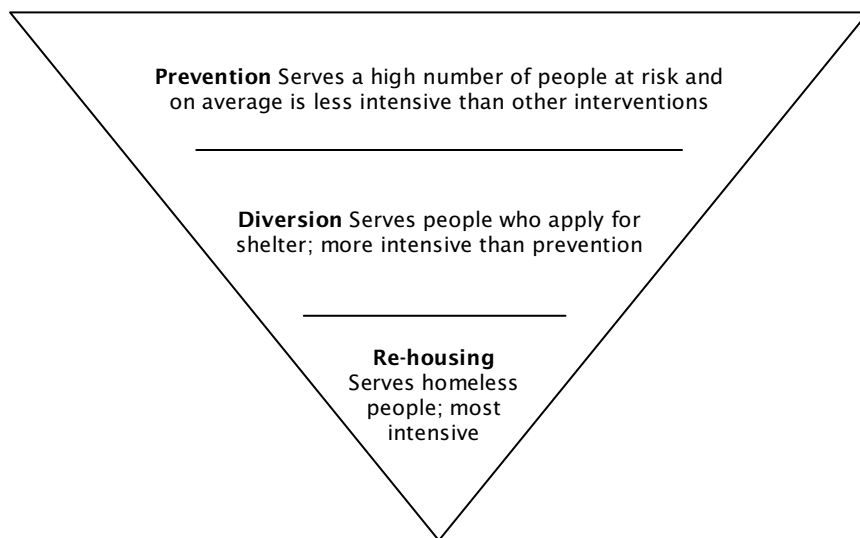 Prevention Serves a high number of people at risk and
on average is less intensive than other interventions
Diversion Serves people who apply for
shelter; more intensive than prevention
Re-housing
Serves homeless
people; most
intensive